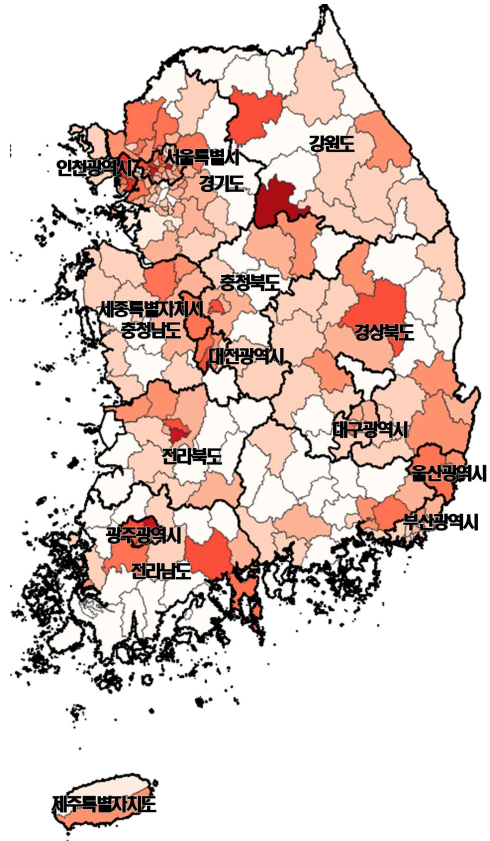 강원도
서울특별시
인천광역시
경기도
충청북도
세종특별자치시
충청남도
경상북도
대전광역시
대구광역시
전라북도
울산광역시
부산광역시
광주광역시
전라남도
제주특별자치도